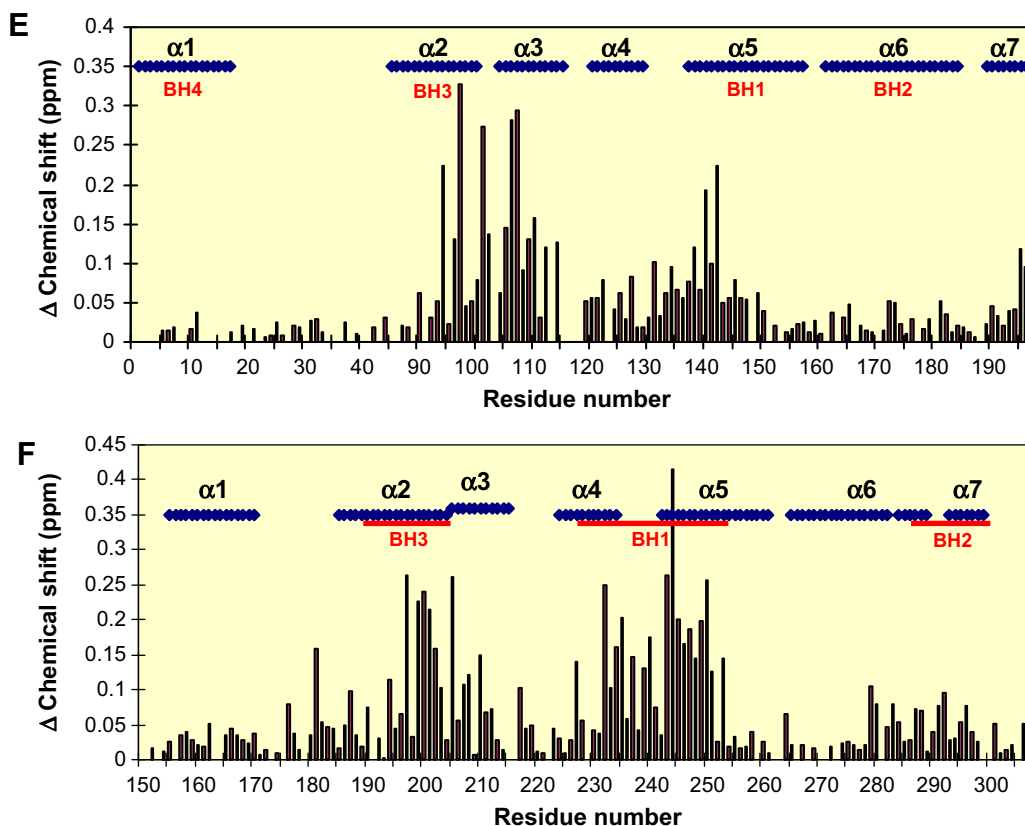 E
Δ Chemical shift (ppm)
0.4
0.35
0.3
0.25
0.2
0.15
0.1
0.05
0
α1 α2 α3 α4 α5 α6 α7
BH4 BH3 BH1 BH2
0 10 20 30 40 50 60 70 80 90 100 110 120 130 140 150 160 170 180 190
Residue number
F
Δ Chemical shift (ppm)
0.45
0.4
0.35
0.3
0.25
0.2
0.15
0.1
0.05
0
α1 α2 α3 α4 α5 α6 α7
BH3 BH1 BH2
150 155 160 170 180 190 200 210 220 230 240 250 260 270 280 290 300
Residue number